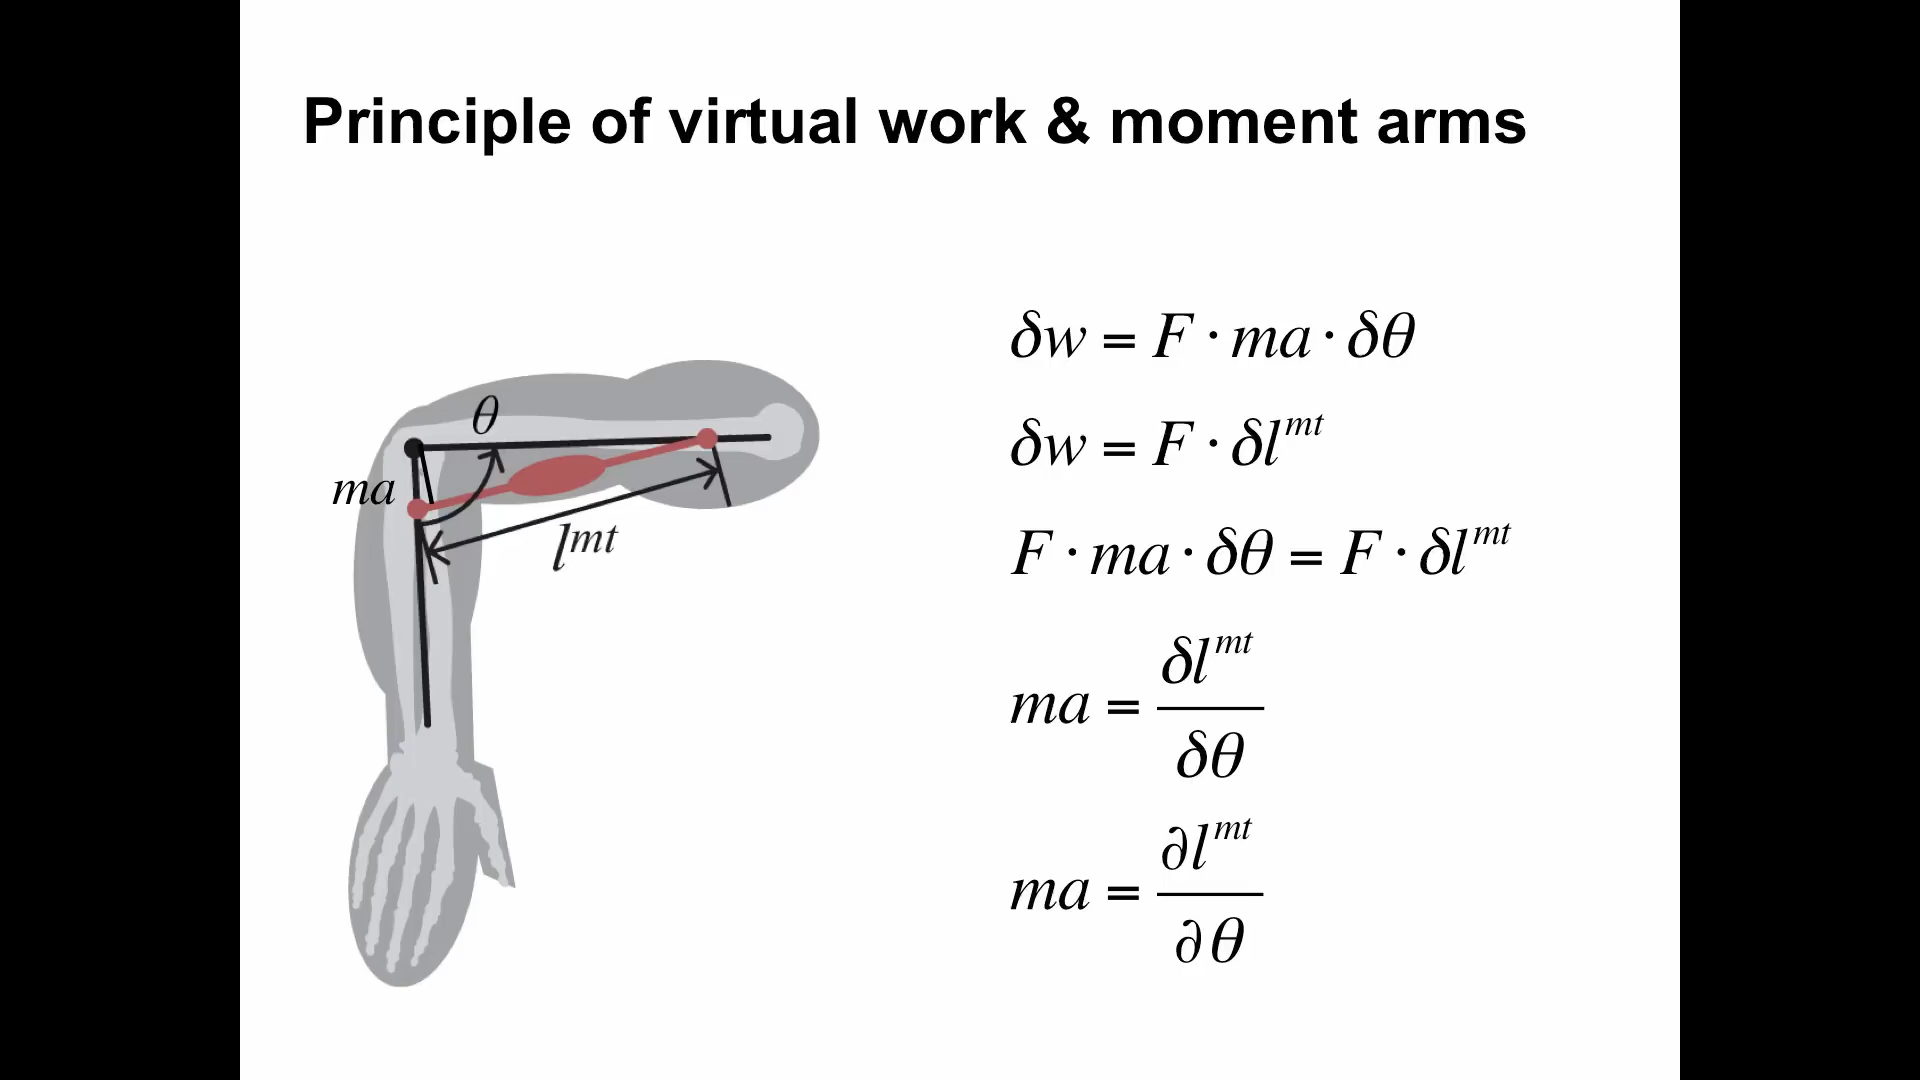 Principle of virtual work & moment arms
θ
ma
l^{mt}
δw = F · ma · δθ
δw = F · δl^{mt}
F · ma · δθ = F · δl^{mt}
ma = δl^{mt} / δθ
ma = ∂l^{mt} / ∂θ